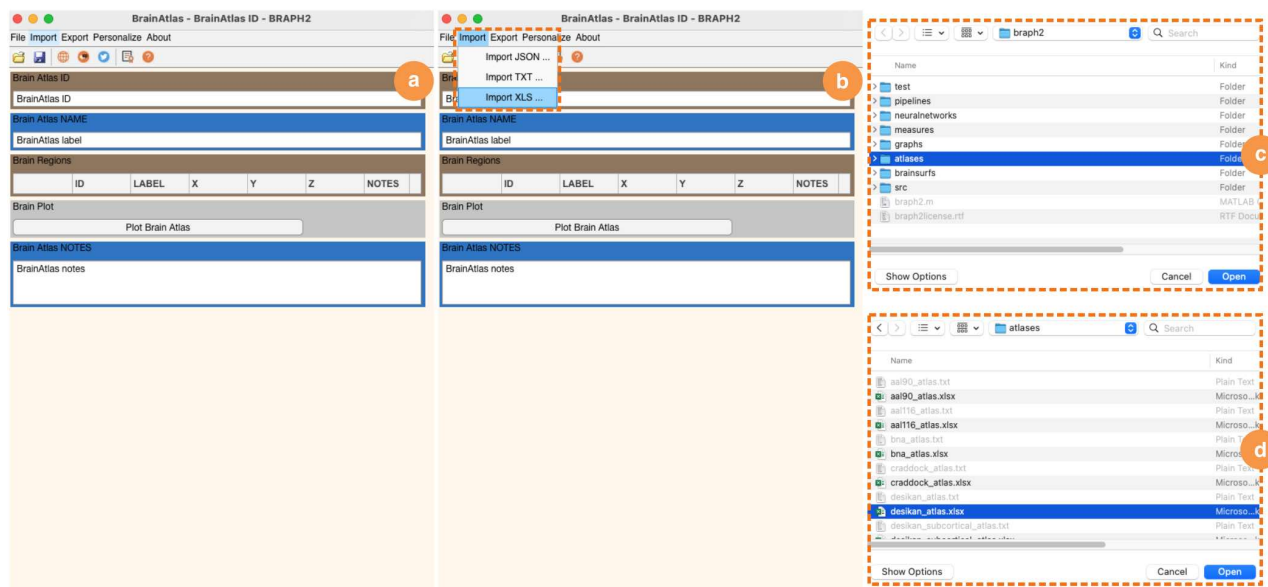 BrainAtlas - BrainAtlas ID - BRAPH2
File Import Export Personalize About
Brain Atlas ID
a
BrainAtlas ID
Brain Atlas NAME
BrainAtlas label
Brain Regions
ID LABEL X Y Z NOTES
Brain Plot
Plot Brain Atlas
Brain Atlas NOTES
BrainAtlas notes
BrainAtlas - BrainAtlas ID - BRAPH2
File Import Export Personalize About
Import JSON ...
Import TXT ...
Import XLS ...
b
Brain Atlas NAME
BrainAtlas label
Brain Regions
ID LABEL X Y Z NOTES
Brain Plot
Plot Brain Atlas
Brain Atlas NOTES
BrainAtlas notes
braph2 Search
Name Kind
test Folder
pipelines Folder
neuralnetworks Folder
measures Folder
graphs Folder
atlases Folde
c
brainsurfs Folder
src Folder
braph2.m MATLAB
braph2license.rtf RTF Docu
Show Options Cancel Open
atlases Search
Name Kind
aal90_atlas.txt Plain Text
aal90_atlas.xlsx Microso...k
aal116_atlas.txt Plain Text
aal116_atlas.xlsx Microso...k
bna_atlas.txt Plain
bna_atlas.xlsx Micros
d
craddock_atlas.txt Plain Text
craddock_atlas.xlsx Microso...k
desikan_atlas.txt Plain Text
desikan_atlas.xlsx Microso...k
desikan_subcortical_atlas.txt Plain Text
Show Options Cancel Open